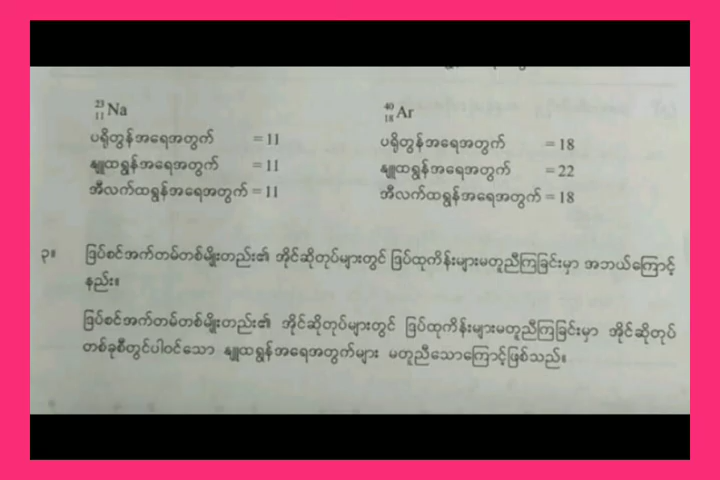 ²³₁₁Na
ပရိုတွန်အရေအတွက် = 11
နျူထရွန်အရေအတွက် = 11
အီလက်ထရွန်အရေအတွက် = 11
⁴⁰₁₈Ar
ပရိုတွန်အရေအတွက် = 18
နျူထရွန်အရေအတွက် = 22
အီလက်ထရွန်အရေအတွက် = 18
၃။ ဒြပ်စင်အက်တမ်တစ်မျိုးတည်း၏ အိုင်ဆိုတုပ်များတွင် ဒြပ်ထုကိန်းများမတူညီကြခြင်းမှာ အဘယ်ကြောင့်
နည်း။
ဒြပ်စင်အက်တမ်တစ်မျိုးတည်း၏ အိုင်ဆိုတုပ်များတွင် ဒြပ်ထုကိန်းများမတူညီကြခြင်းမှာ အိုင်ဆိုတုပ်
တစ်ခုစီတွင်ပါဝင်သော နျူထရွန်အရေအတွက်များ မတူညီသောကြောင့်ဖြစ်သည်။